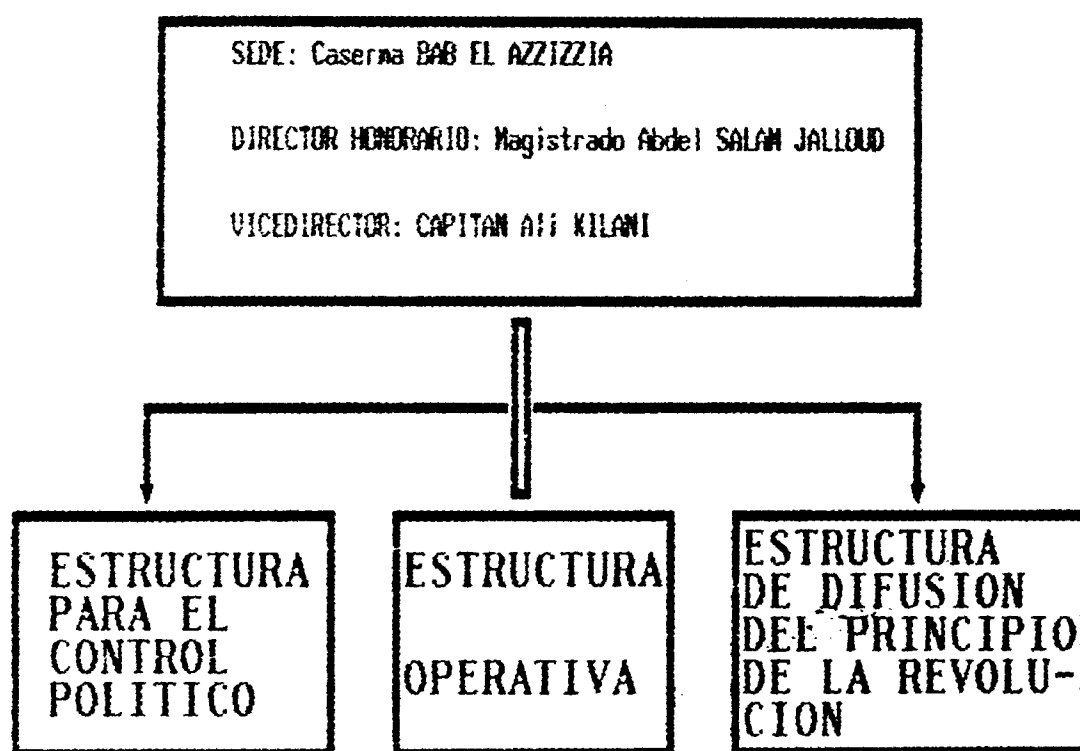 SEDE: Caserma BAB EL AZZIZZIA
DIRECTOR HONORARIO: Magistrado Abdel SALAM JALLOUD
VICEDIRECTOR: CAPITAN Ali KILANI
ESTRUCTURA
PARA EL
CONTROL
POLITICO
ESTRUCTURA
OPERATIVA
ESTRUCTURA
DE DIFUSION
DEL PRINCIPIO
DE LA REVOLU-
CION